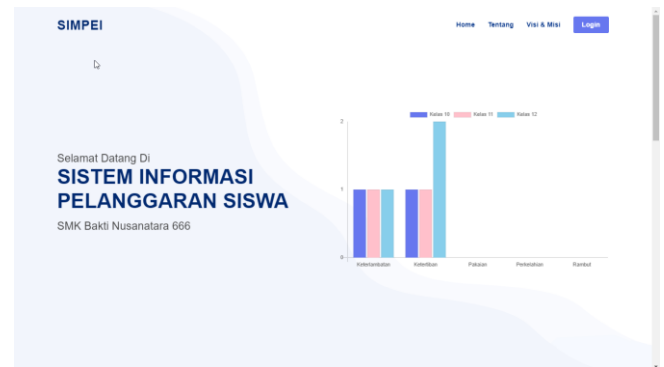 SIMPEI
Home Tentang Visi & Misi Login
Kelas 10 Kelas 11 Kelas 12
2
1
0
Selamat Datang Di
SISTEM INFORMASI
PELANGGARAN SISWA
SMK Bakti Nusanatara 666
Keterlambatan Ketertiban Pakaian Perkelahian Rambut